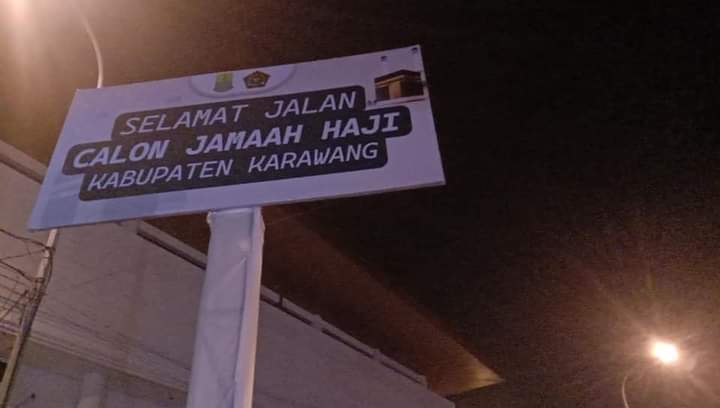 SELAMAT JALAN
CALON JAMAAH HAJI
KABUPATEN KARAWANG